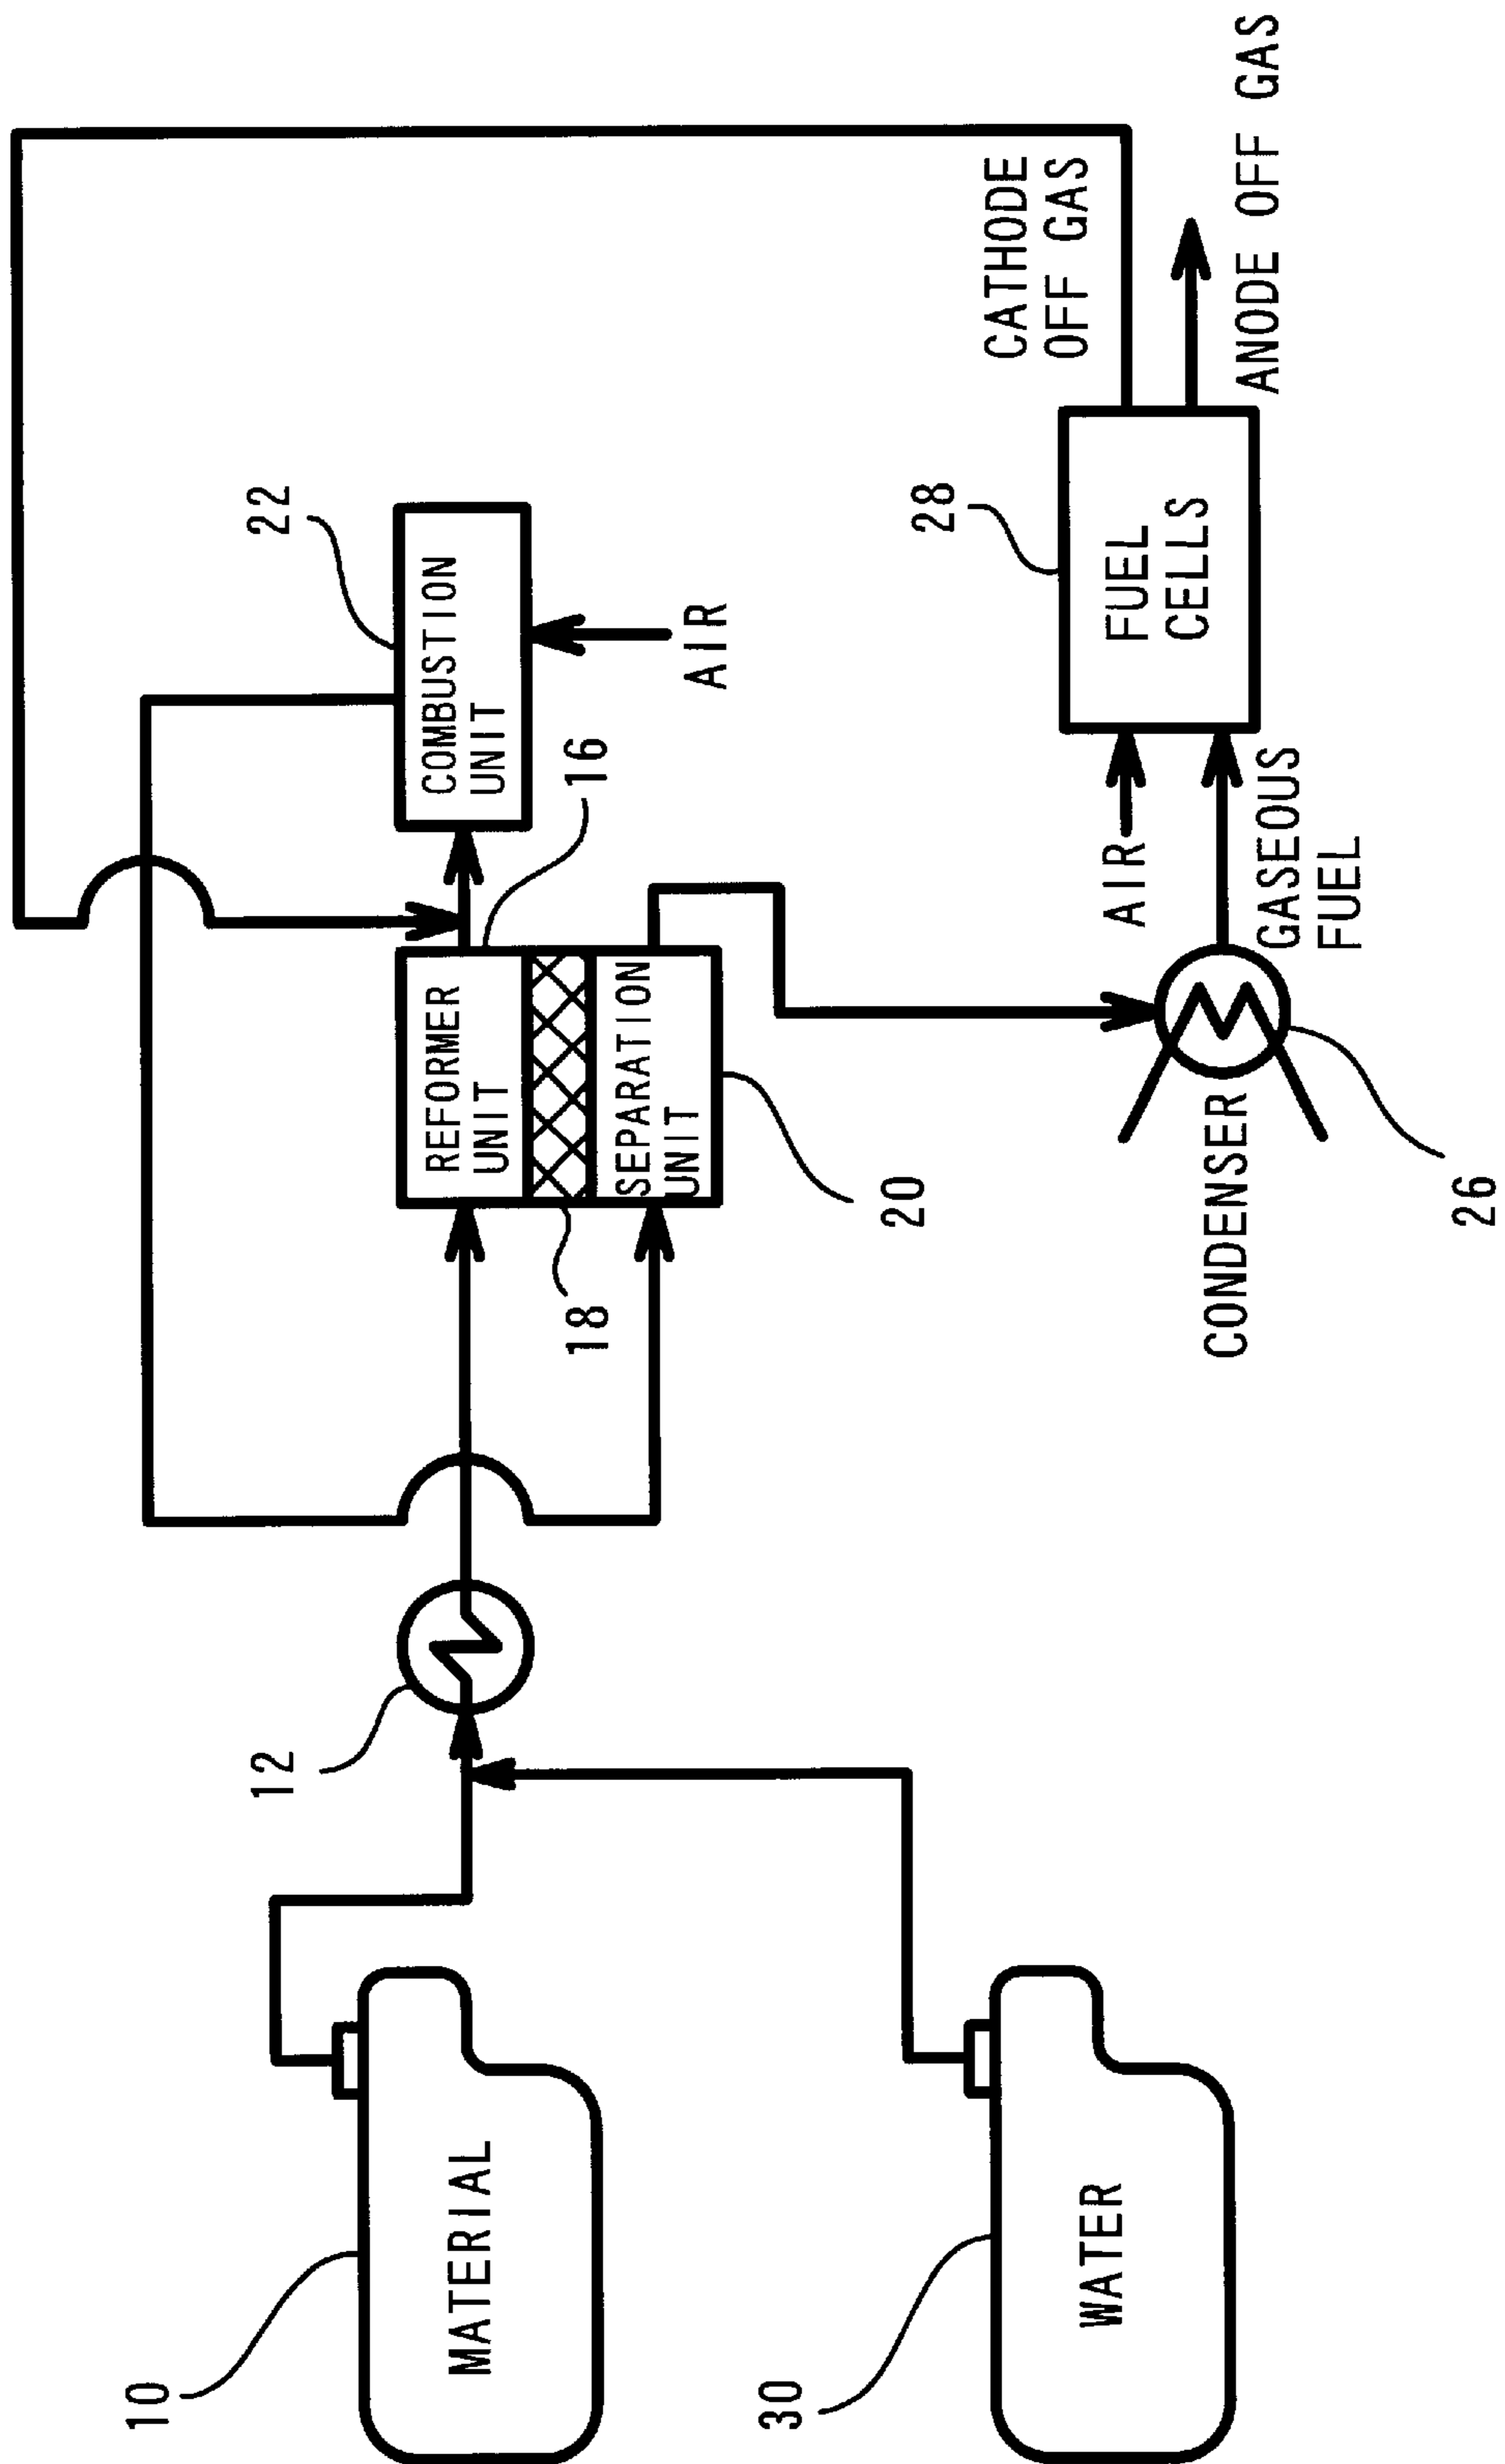 10
MATERIAL
30
WATER
12
18
REFORMER
UNIT
SEPARATION
UNIT
20
16
22
COMBUSTION
UNIT
AIR
CONDENSER
26
AIR
GASEOUS
FUEL
28
FUEL
CELLS
CATHODE
OFF GAS
ANODE OFF GAS